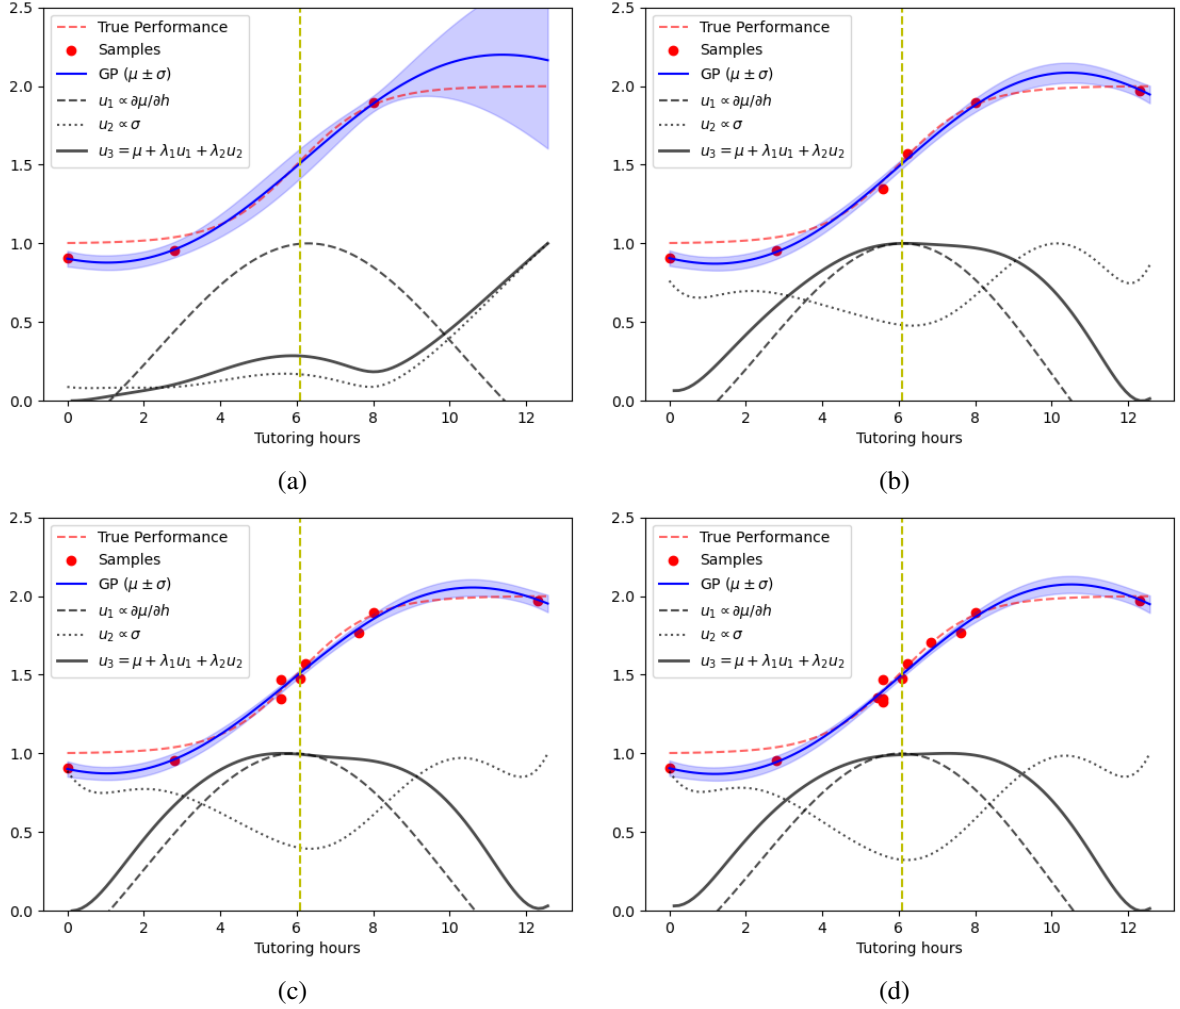 2.5
2.0
1.5
1.0
0.5
0.0
0 2 4 6 8 10 12
Tutoring hours
True Performance
Samples
GP (μ ± σ)
u₁ ∝ ∂μ/∂h
u₂ ∝ σ
u₃ = μ + λ₁u₁ + λ₂u₂
(a)
2.5
2.0
1.5
1.0
0.5
0.0
0 2 4 6 8 10 12
Tutoring hours
True Performance
Samples
GP (μ ± σ)
u₁ ∝ ∂μ/∂h
u₂ ∝ σ
u₃ = μ + λ₁u₁ + λ₂u₂
(b)
2.5
2.0
1.5
1.0
0.5
0.0
0 2 4 6 8 10 12
Tutoring hours
True Performance
Samples
GP (μ ± σ)
u₁ ∝ ∂μ/∂h
u₂ ∝ σ
u₃ = μ + λ₁u₁ + λ₂u₂
(c)
2.5
2.0
1.5
1.0
0.5
0.0
0 2 4 6 8 10 12
Tutoring hours
True Performance
Samples
GP (μ ± σ)
u₁ ∝ ∂μ/∂h
u₂ ∝ σ
u₃ = μ + λ₁u₁ + λ₂u₂
(d)